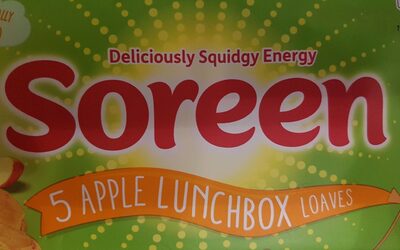 Deliciously Squidgy Energy
Soreen
5 APPLE LUNCHBOX LOAVES